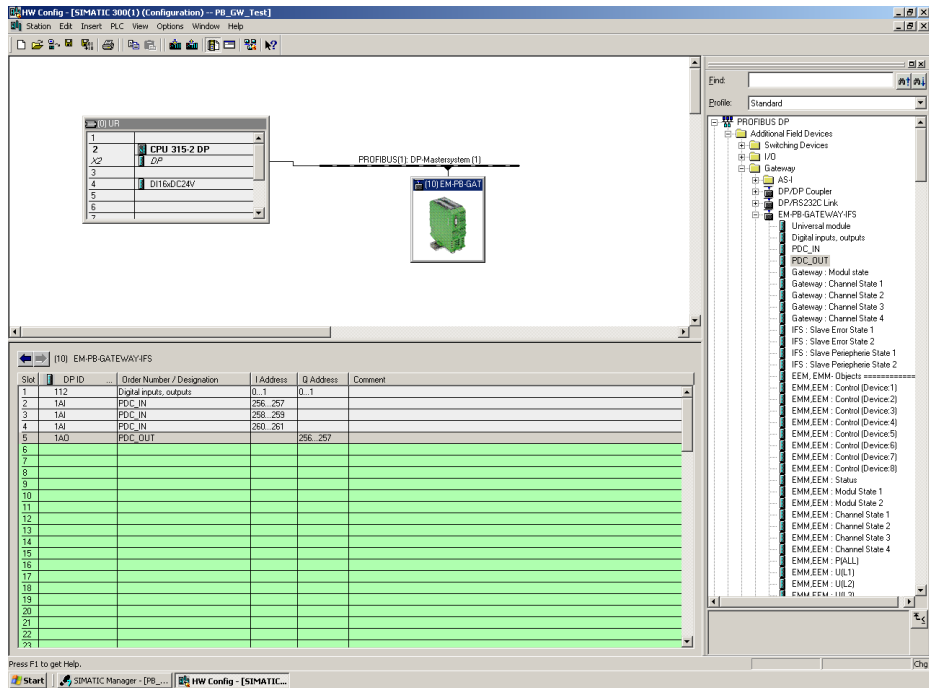 HW Config - [SIMATIC 300(1) (Configuration) -- PB_GW_Test]
Station Edit Insert PLC View Options Window Help
(0) UR
1
2 CPU 315-2 DP
X2 DP
3
4 DI16xDC24V
5
6
7
PROFIBUS(1): DP-Mastersystem (1)
(10) EM-PB-GAT
Find:
Profile: Standard
PROFIBUS DP
Additional Field Devices
Switching Devices
I/O
Gateway
AS-I
DP/DP Coupler
DP/RS232C Link
EM-PB-GATEWAY-IFS
Universal module
Digital inputs, outputs
PDC_IN
PDC_OUT
Gateway : Modul state
Gateway : Channel State 1
Gateway : Channel State 2
Gateway : Channel State 3
Gateway : Channel State 4
IFS : Slave Error State 1
IFS : Slave Error State 2
IFS : Slave Periepherie State 1
IFS : Slave Periepherie State 2
EEM, EMM- Objects ============
EMM,EEM : Control (Device:1)
EMM,EEM : Control (Device:2)
EMM,EEM : Control (Device:3)
EMM,EEM : Control (Device:4)
EMM,EEM : Control (Device:5)
EMM,EEM : Control (Device:6)
EMM,EEM : Control (Device:7)
EMM,EEM : Control (Device:8)
EMM,EEM : Status
EMM,EEM : Modul State 1
EMM,EEM : Modul State 2
EMM,EEM : Channel State 1
EMM,EEM : Channel State 2
EMM,EEM : Channel State 3
EMM,EEM : Channel State 4
EMM,EEM : P(ALL)
EMM,EEM : U(L1)
EMM,EEM : U(L2)
EMM,EEM : U(L3)
(10) EM-PB-GATEWAY-IFS
Slot DP ID ... Order Number / Designation I Address Q Address Comment
1 112 Digital inputs, outputs 0...1 0...1
2 1AI PDC_IN 256...257
3 1AI PDC_IN 258...259
4 1AI PDC_IN 260...261
5 1AO PDC_OUT 256...257
6
7
8
9
10
11
12
13
14
15
16
17
18
19
20
21
22
23
Press F1 to get Help.
Chg
Start SIMATIC Manager - [PB_... HW Config - [SIMATIC...